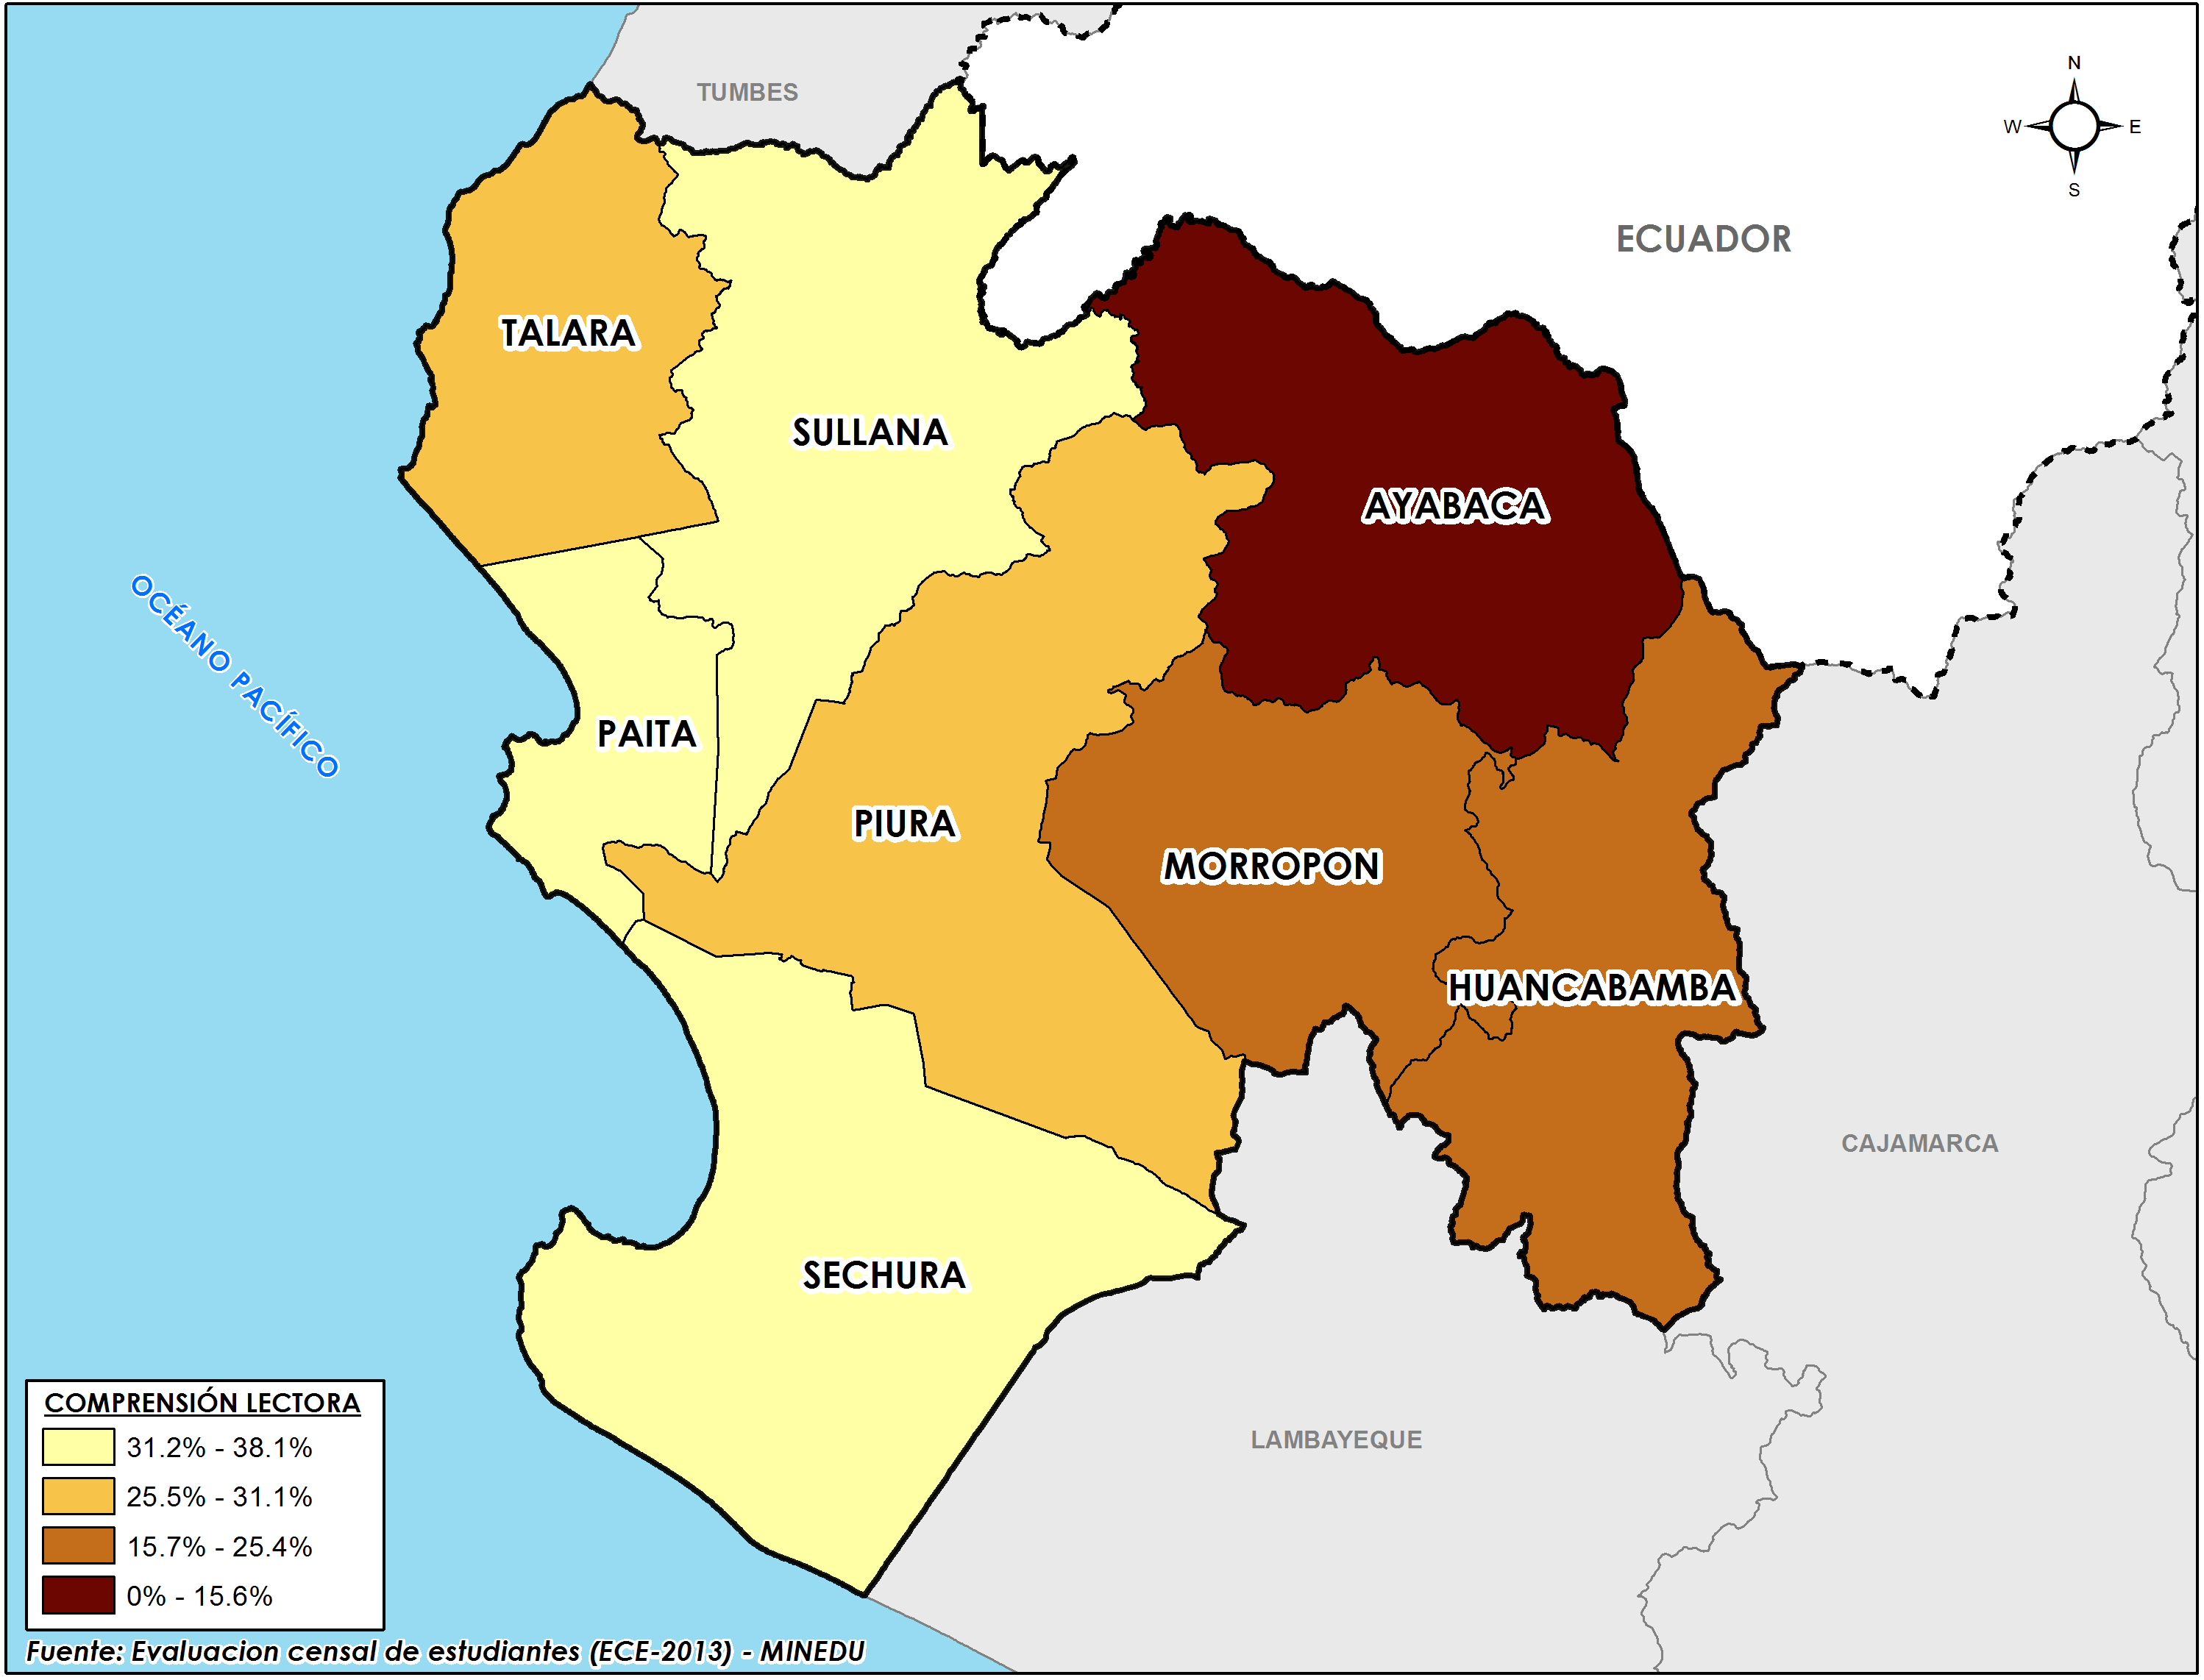 N
W
E
S
TUMBES
ECUADOR
TALARA
SULLANA
AYABACA
OCÉANO PACÍFICO
PAITA
PIURA
MORROPON
HUANCABAMBA
CAJAMARCA
SECHURA
LAMBAYEQUE
COMPRENSIÓN LECTORA
31.2% - 38.1%
25.5% - 31.1%
15.7% - 25.4%
0% - 15.6%
Fuente: Evaluacion censal de estudiantes (ECE-2013) - MINEDU